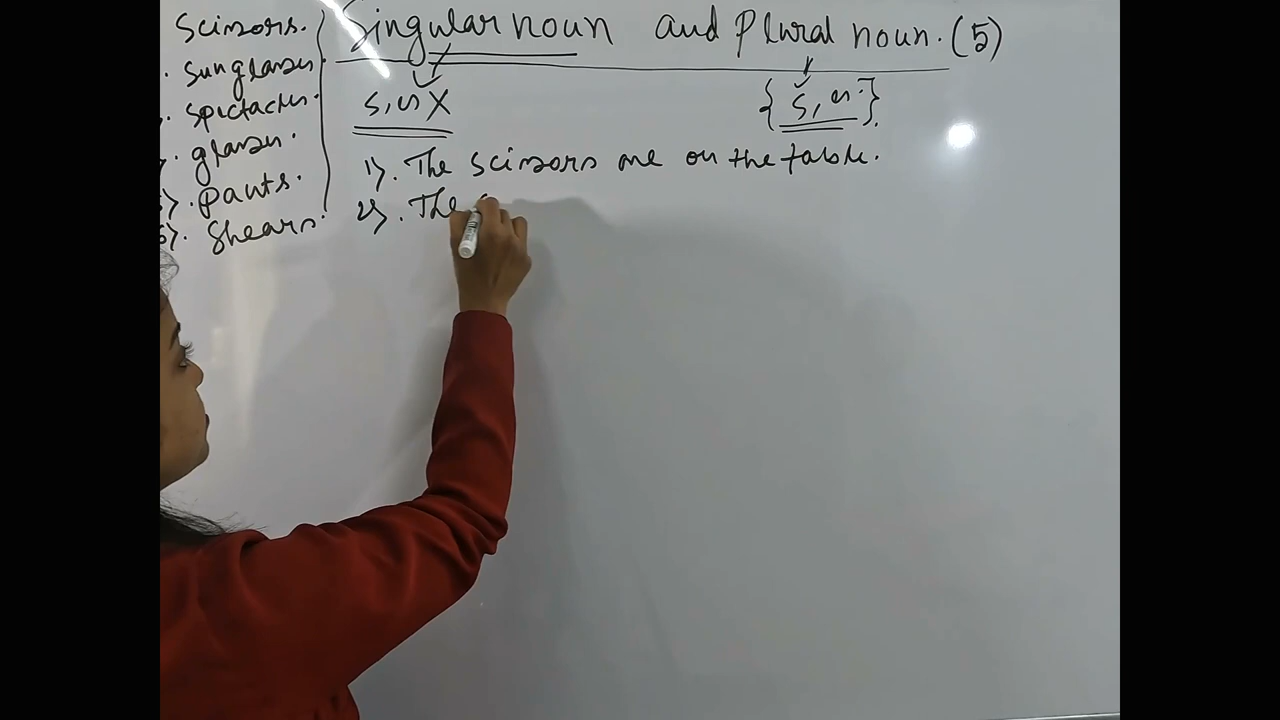 Scissors.
. Sunglasses.
. Spectacles.
. glasses.
). Pants.
5). Shears.
Singular noun and Plural noun. (5)
s, es X
{ s, es. }.
1). The scissors are on the table.
2). The